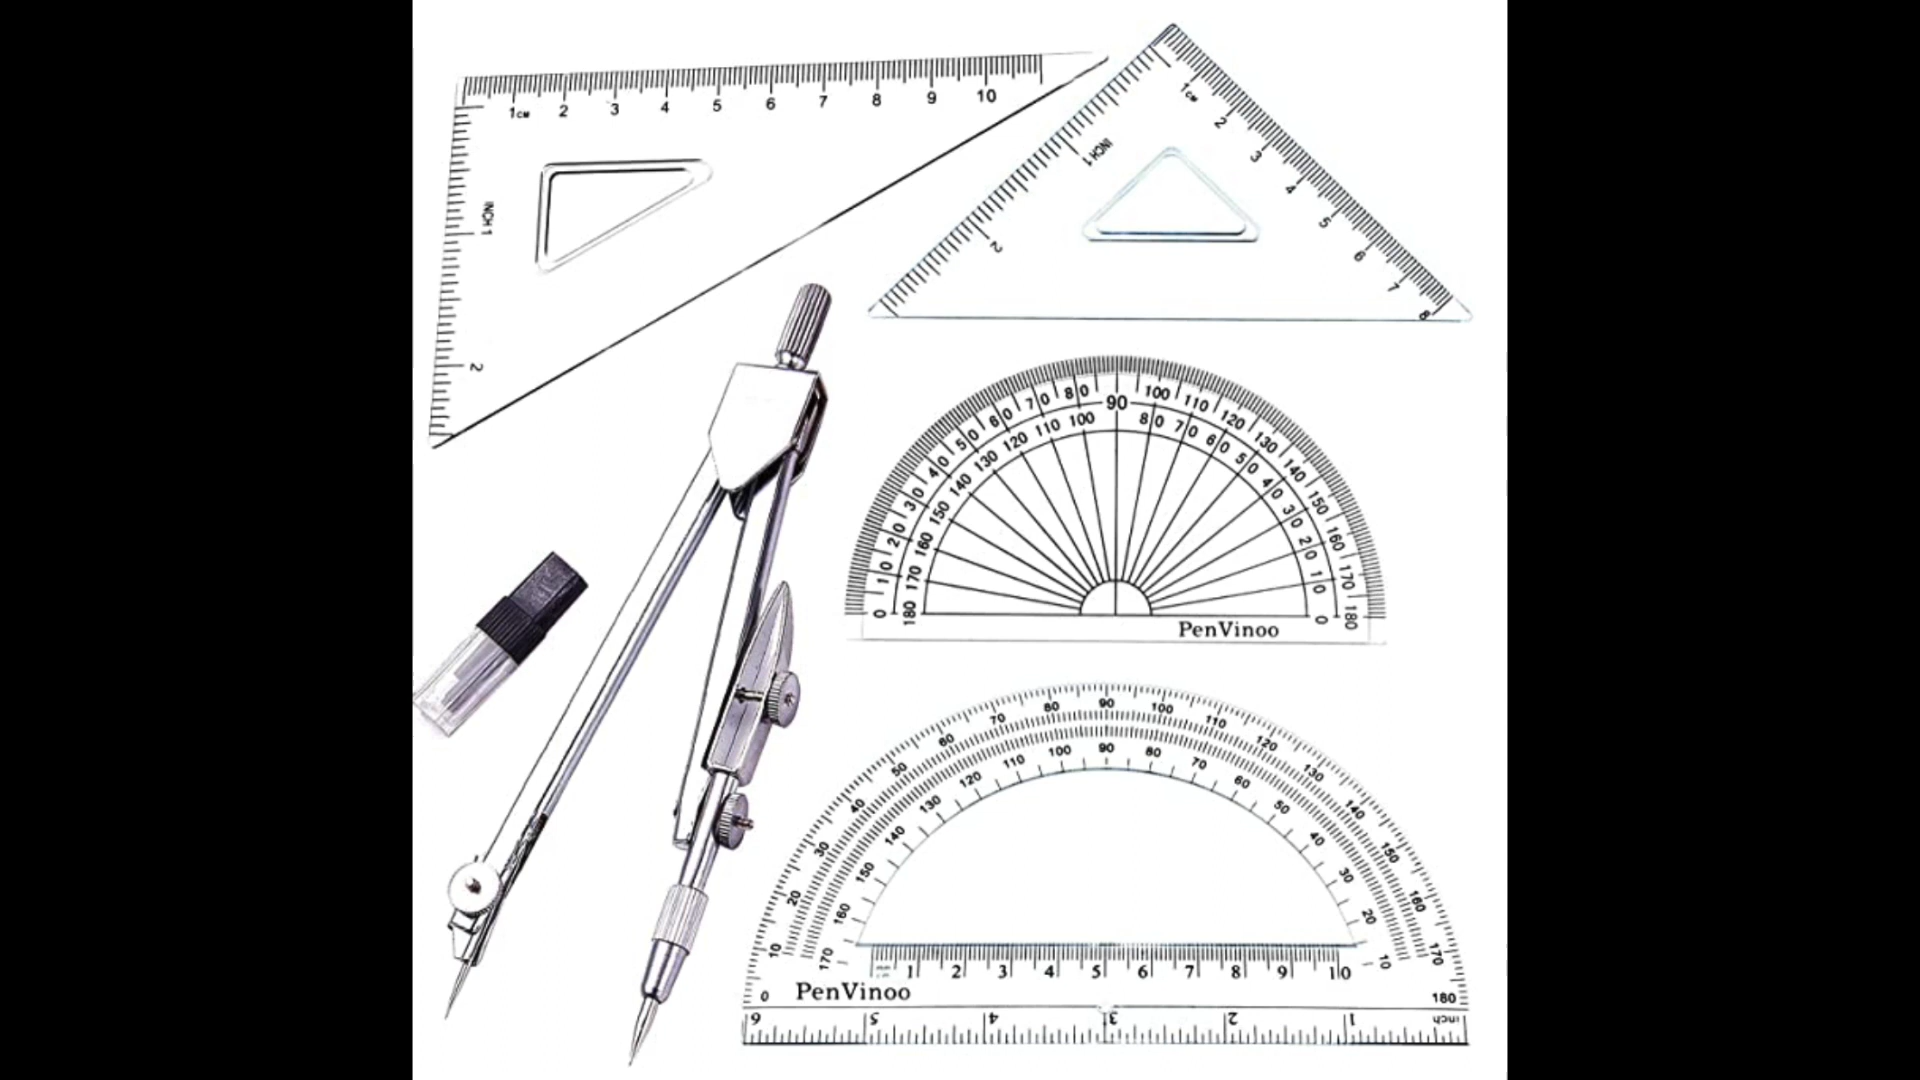 1CM 2 3 4 5 6 7 8 9 10
INCH 1
2
1CM 2 3 4 5 6 7 8
INCH 1
2
0 10 20 30 40 50 60 70 80 90 100 110 120 130 140 150 160 170 180
180 170 160 150 140 130 120 110 100 80 70 60 50 40 30 20 10 0
PenVinoo
0 10 20 30 40 50 60 70 80 90 100 110 120 130 140 150 160 170 180
170 160 150 140 130 120 110 100 90 80 70 60 50 40 30 20 10
1 2 3 4 5 6 7 8 9 10
PenVinoo
6 5 4 3 2 1 inch